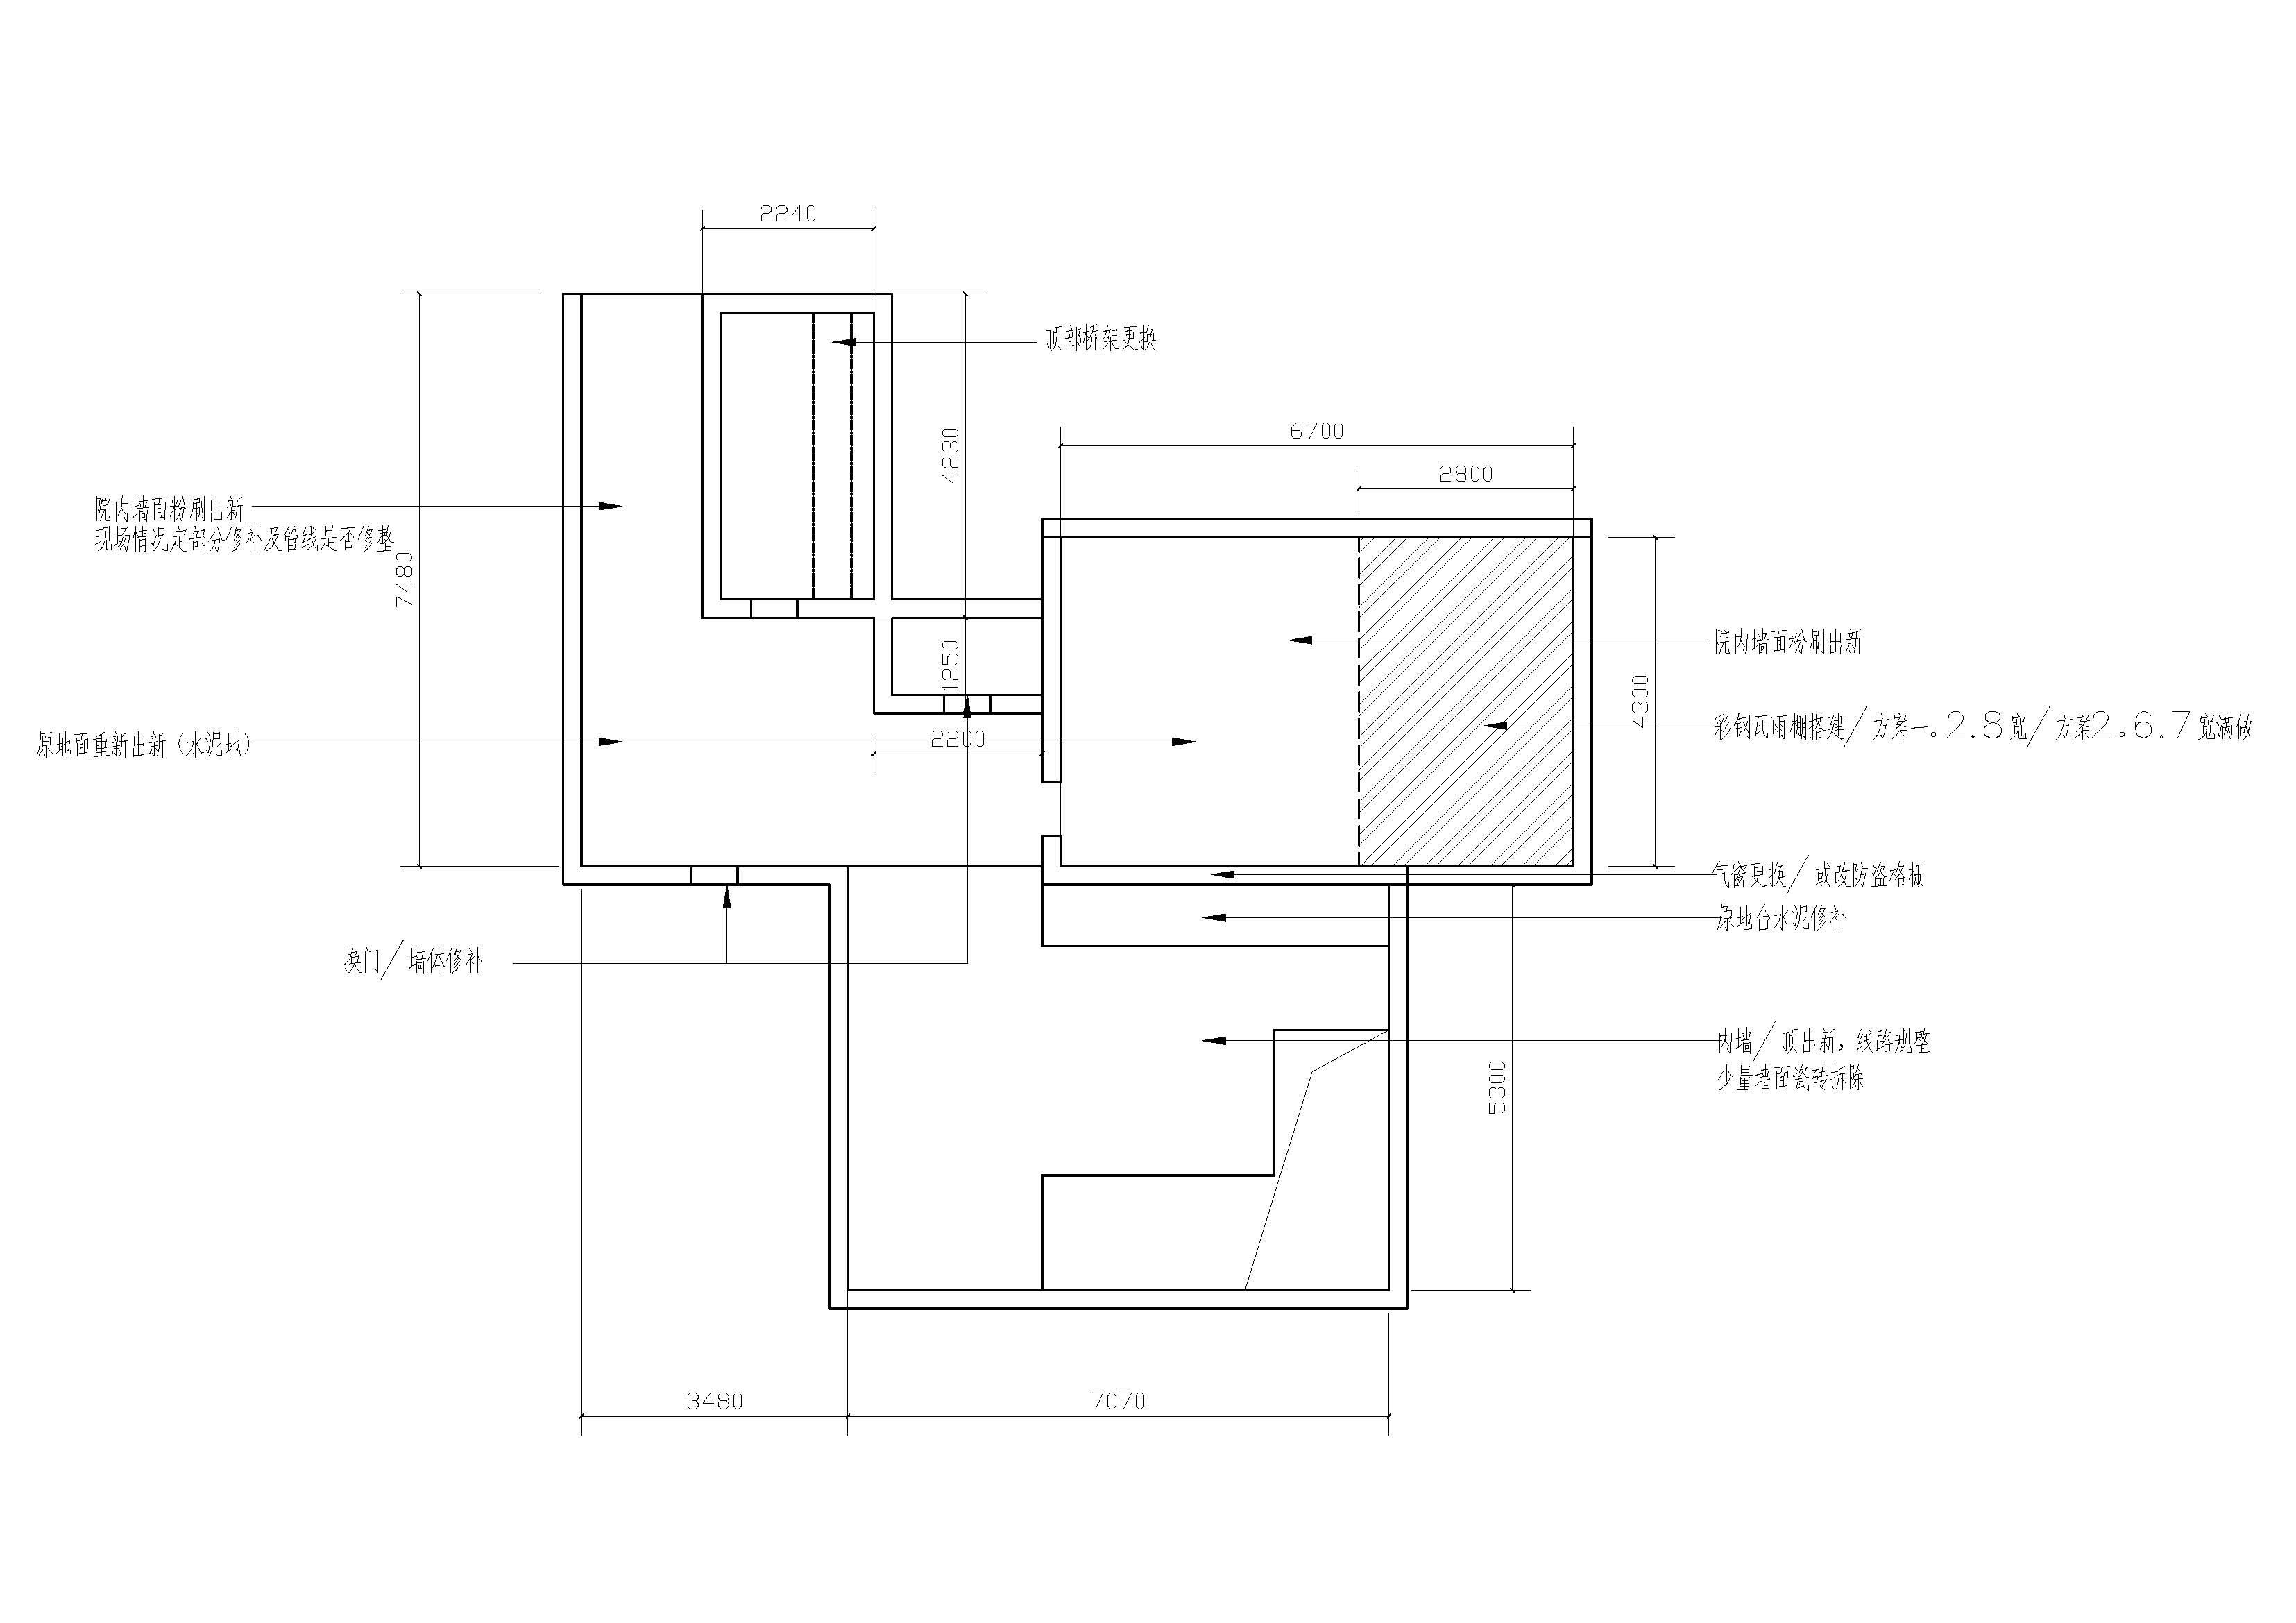 2240
顶部桥架更换
4230
6700
2800
院内墙面粉刷出新
现场情况定部分修补及管线是否修整
7480
院内墙面粉刷出新
1250
4300
彩钢瓦雨棚搭建/方案一。2.8宽/方案2。6.7宽满做
原地面重新出新(水泥地)
2200
气窗更换/或改防盗格栅
原地台水泥修补
换门/墙体修补
内墙/顶出新,线路规整
少量墙面瓷砖拆除
5300
3480
7070